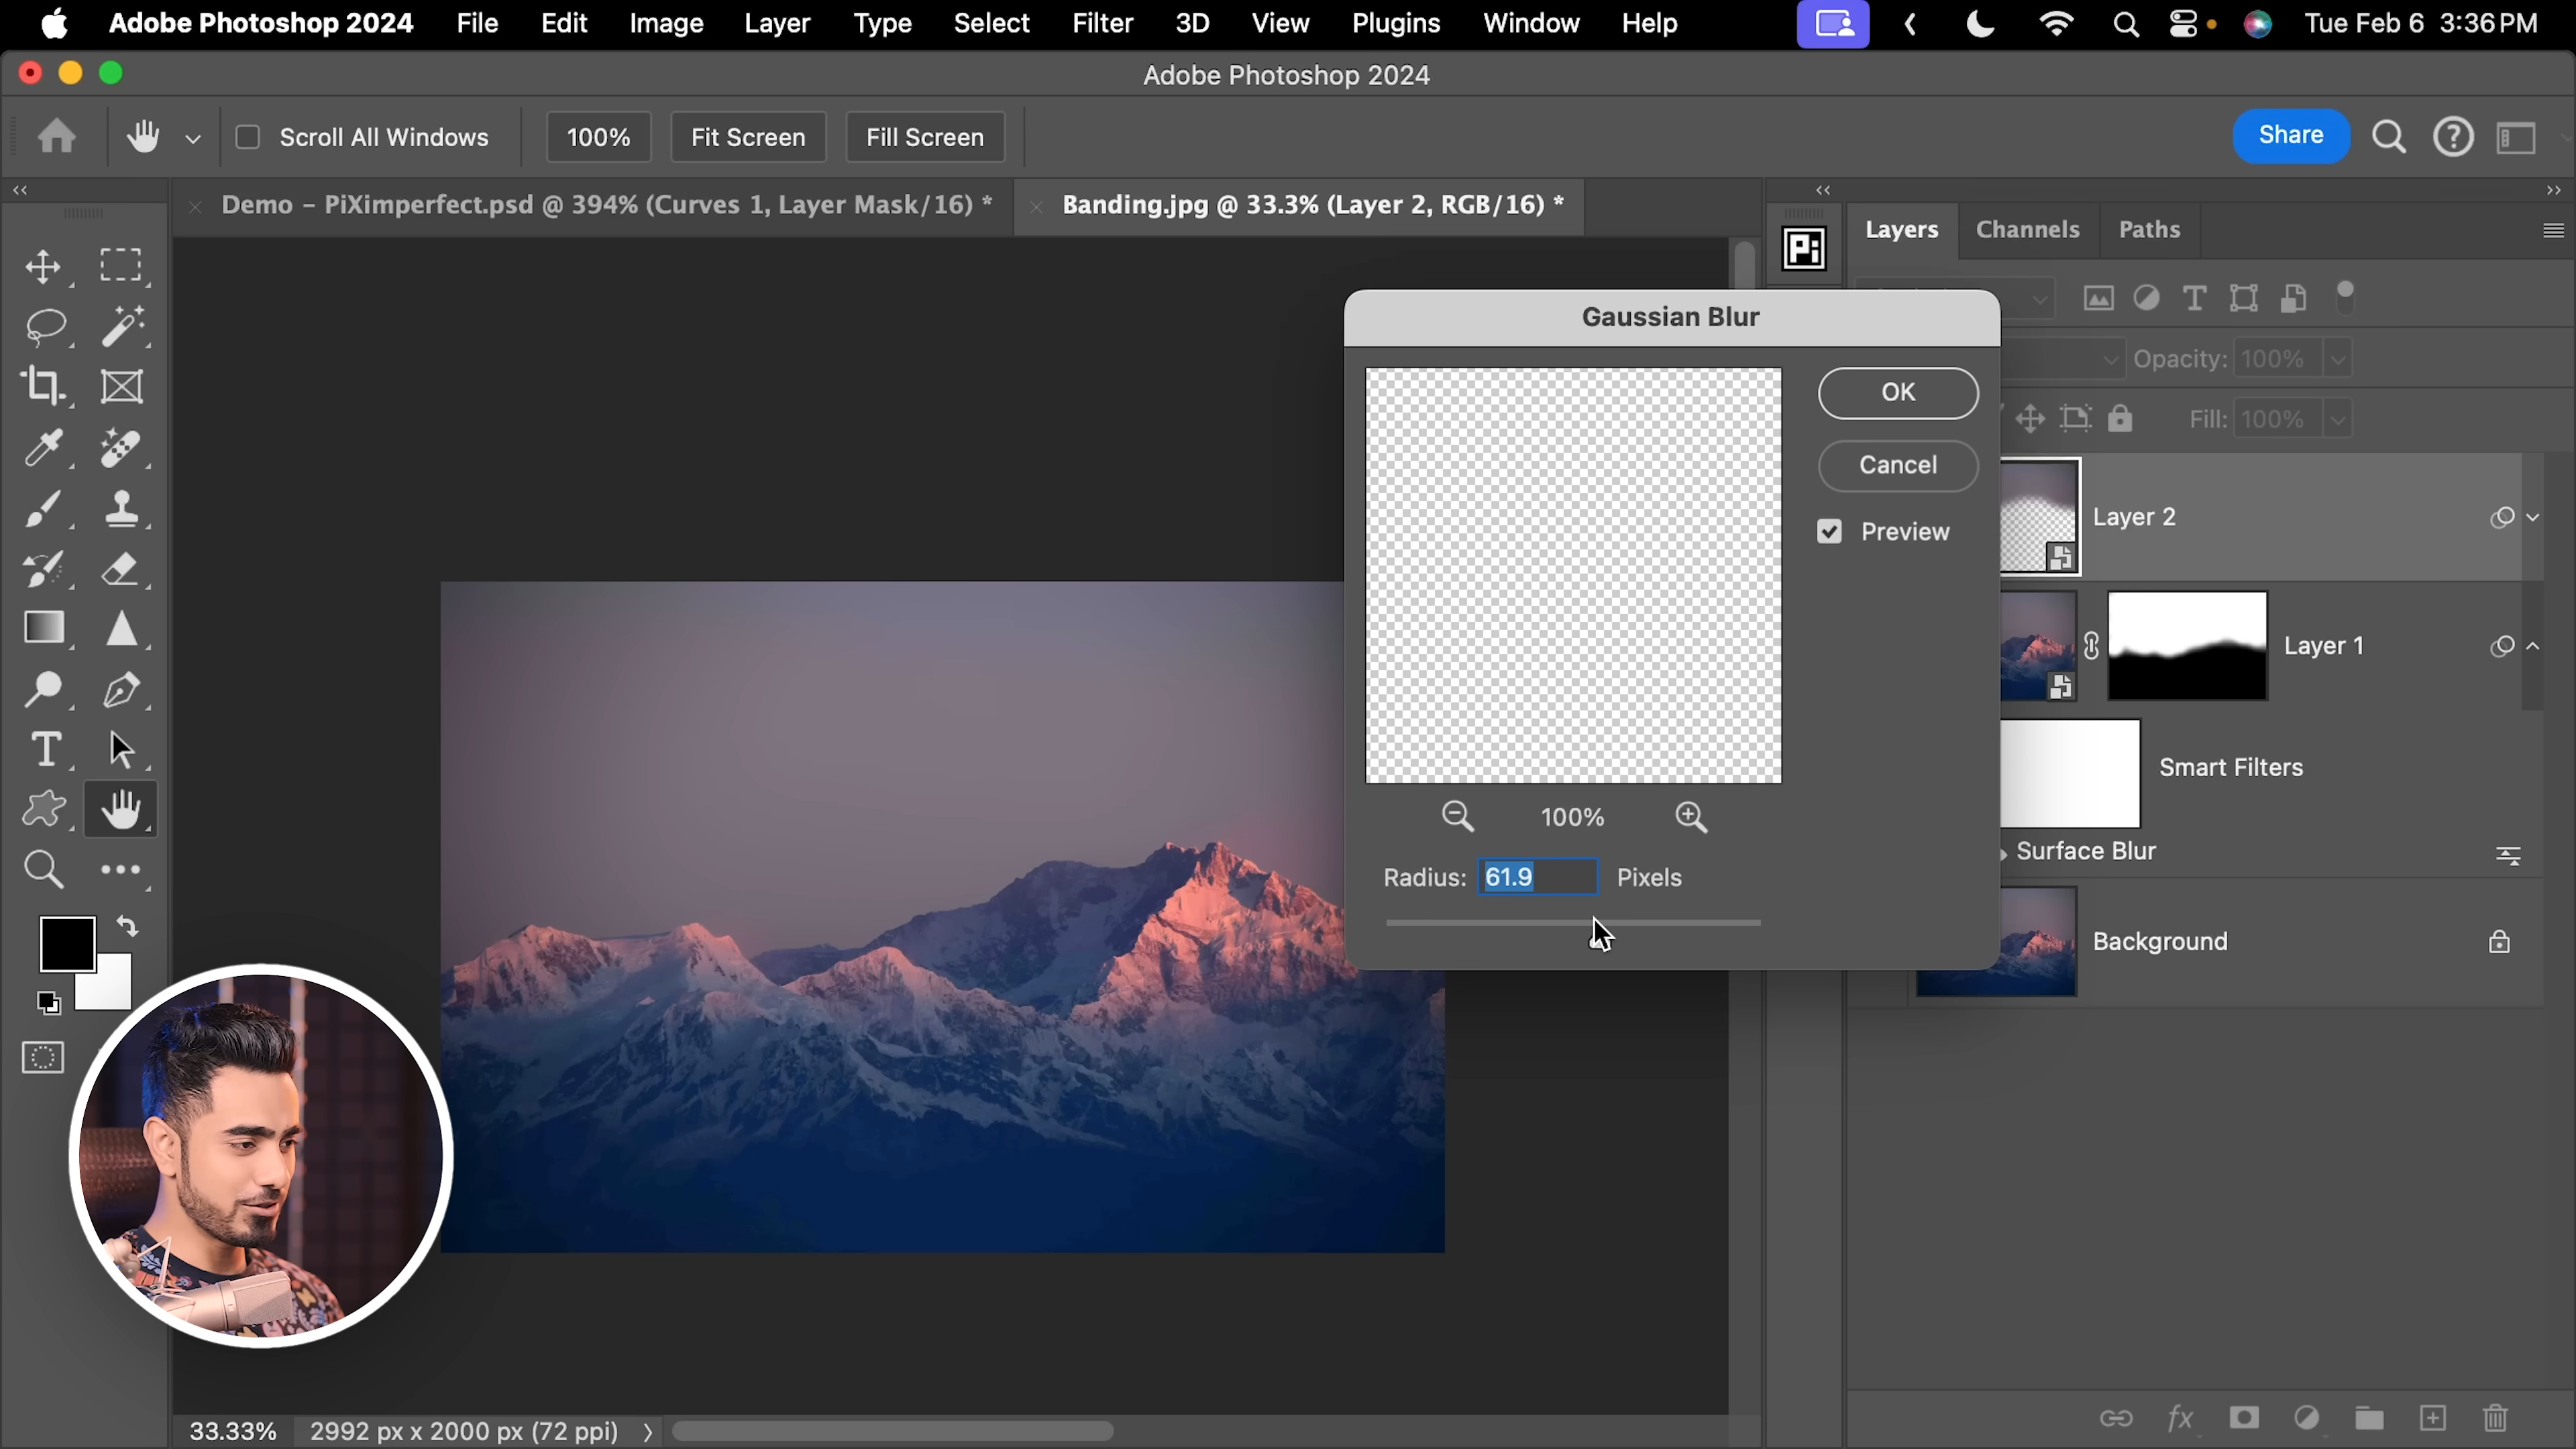 Adobe Photoshop 2024 File Edit Image Layer Type Select Filter 3D View Plugins Window Help Tue Feb 6 3:36 PM
Adobe Photoshop 2024
Scroll All Windows 100% Fit Screen Fill Screen Share
Demo - PiXimperfect.psd @ 394% (Curves 1, Layer Mask/16) * Banding.jpg @ 33.3% (Layer 2, RGB/16) *
Pi
Layers Channels Paths
Gaussian Blur
OK
Cancel
Preview
100%
Radius: 61.9 Pixels
Opacity: 100%
Fill: 100%
Layer 2
Layer 1
Smart Filters
Surface Blur
Background
33.33% 2992 px x 2000 px (72 ppi)